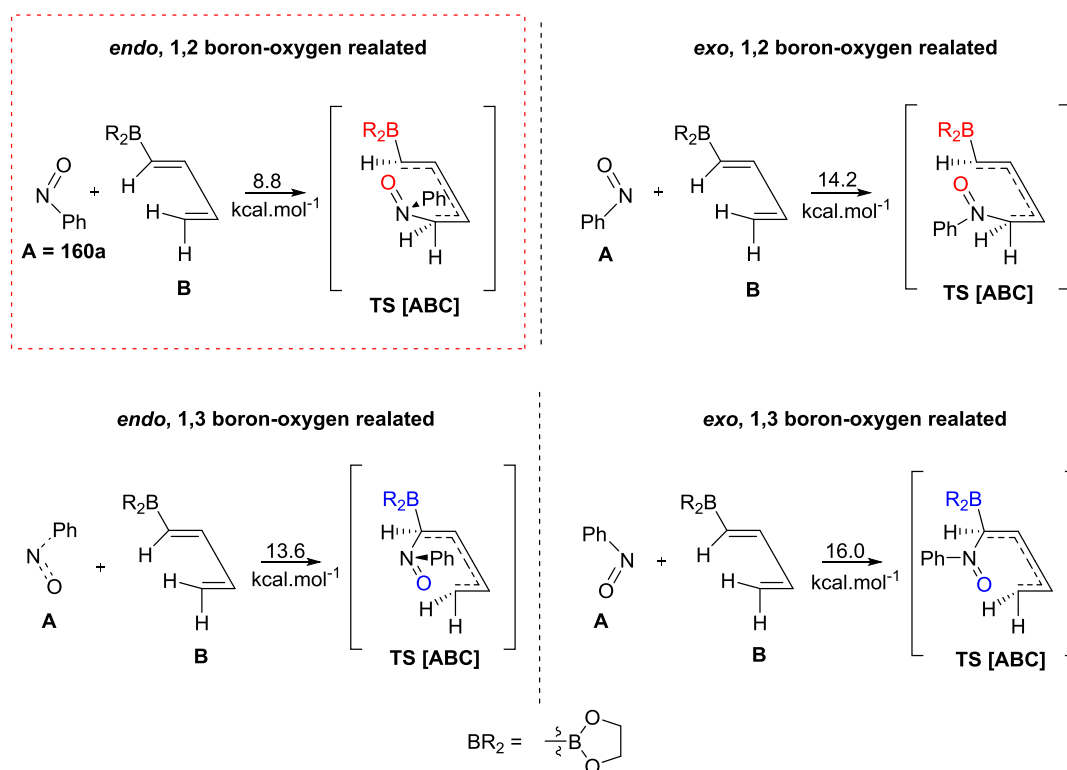 endo, 1,2 boron-oxygen realated
R2B
O
N
Ph
+
H
H
H
8.8
kcal.mol-1
R2B
H
O
N
Ph
H
H
A = 160a
B
TS [ABC]
exo, 1,2 boron-oxygen realated
R2B
O
N
Ph
+
H
H
H
14.2
kcal.mol-1
R2B
H
O
Ph
N
H
H
A
B
TS [ABC]
endo, 1,3 boron-oxygen realated
R2B
Ph
N
O
+
H
H
H
13.6
kcal.mol-1
R2B
H
N
Ph
O
H
H
A
B
TS [ABC]
exo, 1,3 boron-oxygen realated
R2B
Ph
N
O
+
H
H
H
16.0
kcal.mol-1
R2B
H
Ph
N
O
H
H
A
B
TS [ABC]
BR2 =
B
O
O